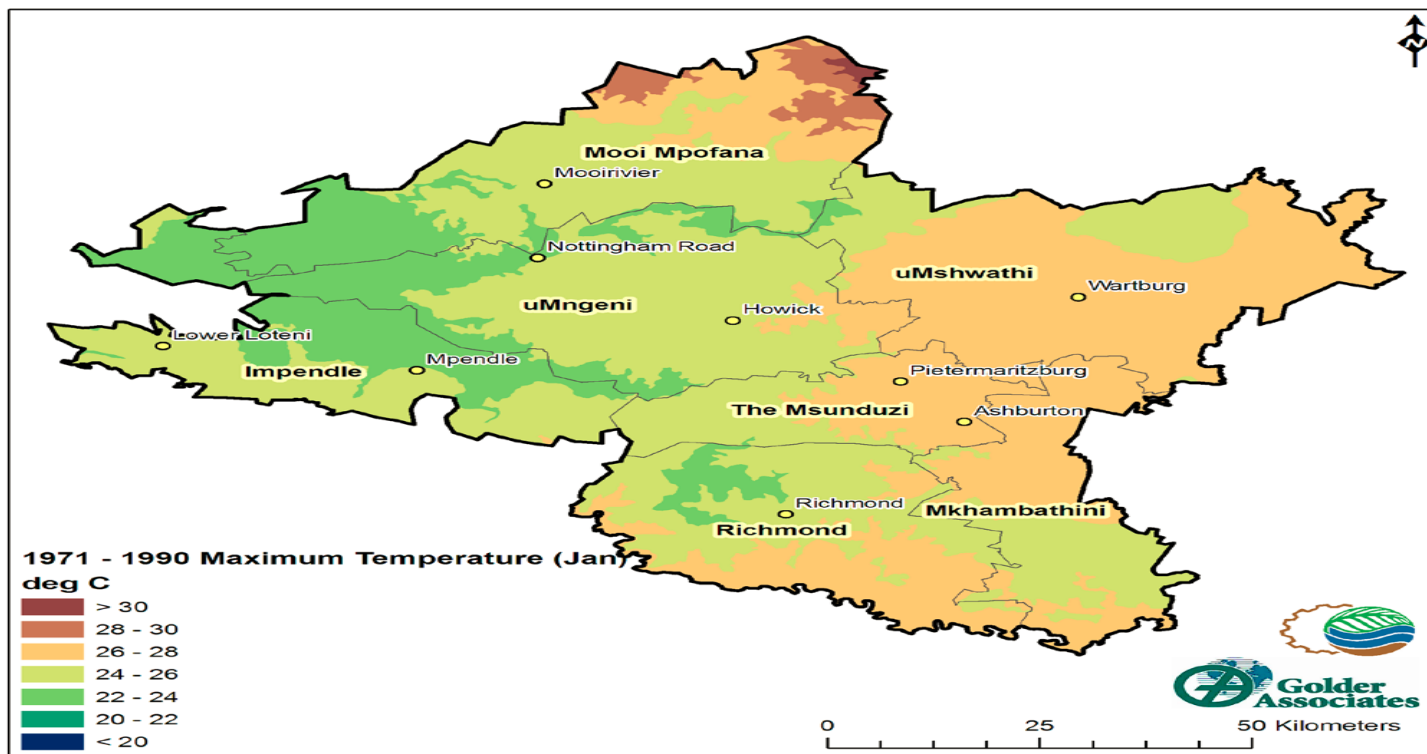 N
Mooi Mpofana
Mooirivier
Nottingham Road
uMshwathi
Wartburg
uMngeni
Howick
Lower Loteni
Mpendle
Impendle
Pietermaritzburg
The Msunduzi
Ashburton
Richmond
Mkhambathini
Richmond
1971 - 1990 Maximum Temperature (Jan)
deg C
> 30
28 - 30
26 - 28
24 - 26
22 - 24
20 - 22
< 20
Golder
Associates
0 25 50 Kilometers